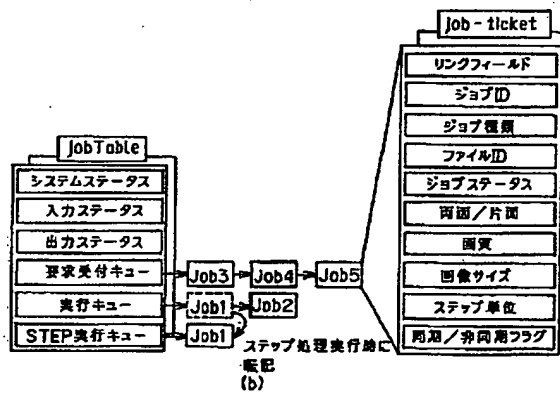 job-ticket
リンクフィールド
ジョブID
ジョブ種類
ファイルID
ジョブステータス
両面/片面
画質
画像サイズ
ステップ単位
同期/非同期フラグ
JobTable
システムステータス
入力ステータス
出力ステータス
要求受付キュー
実行キュー
STEP実行キュー
Job3
Job4
Job5
Job1
Job2
Job1
ステップ処理実行時に
転記
(b)